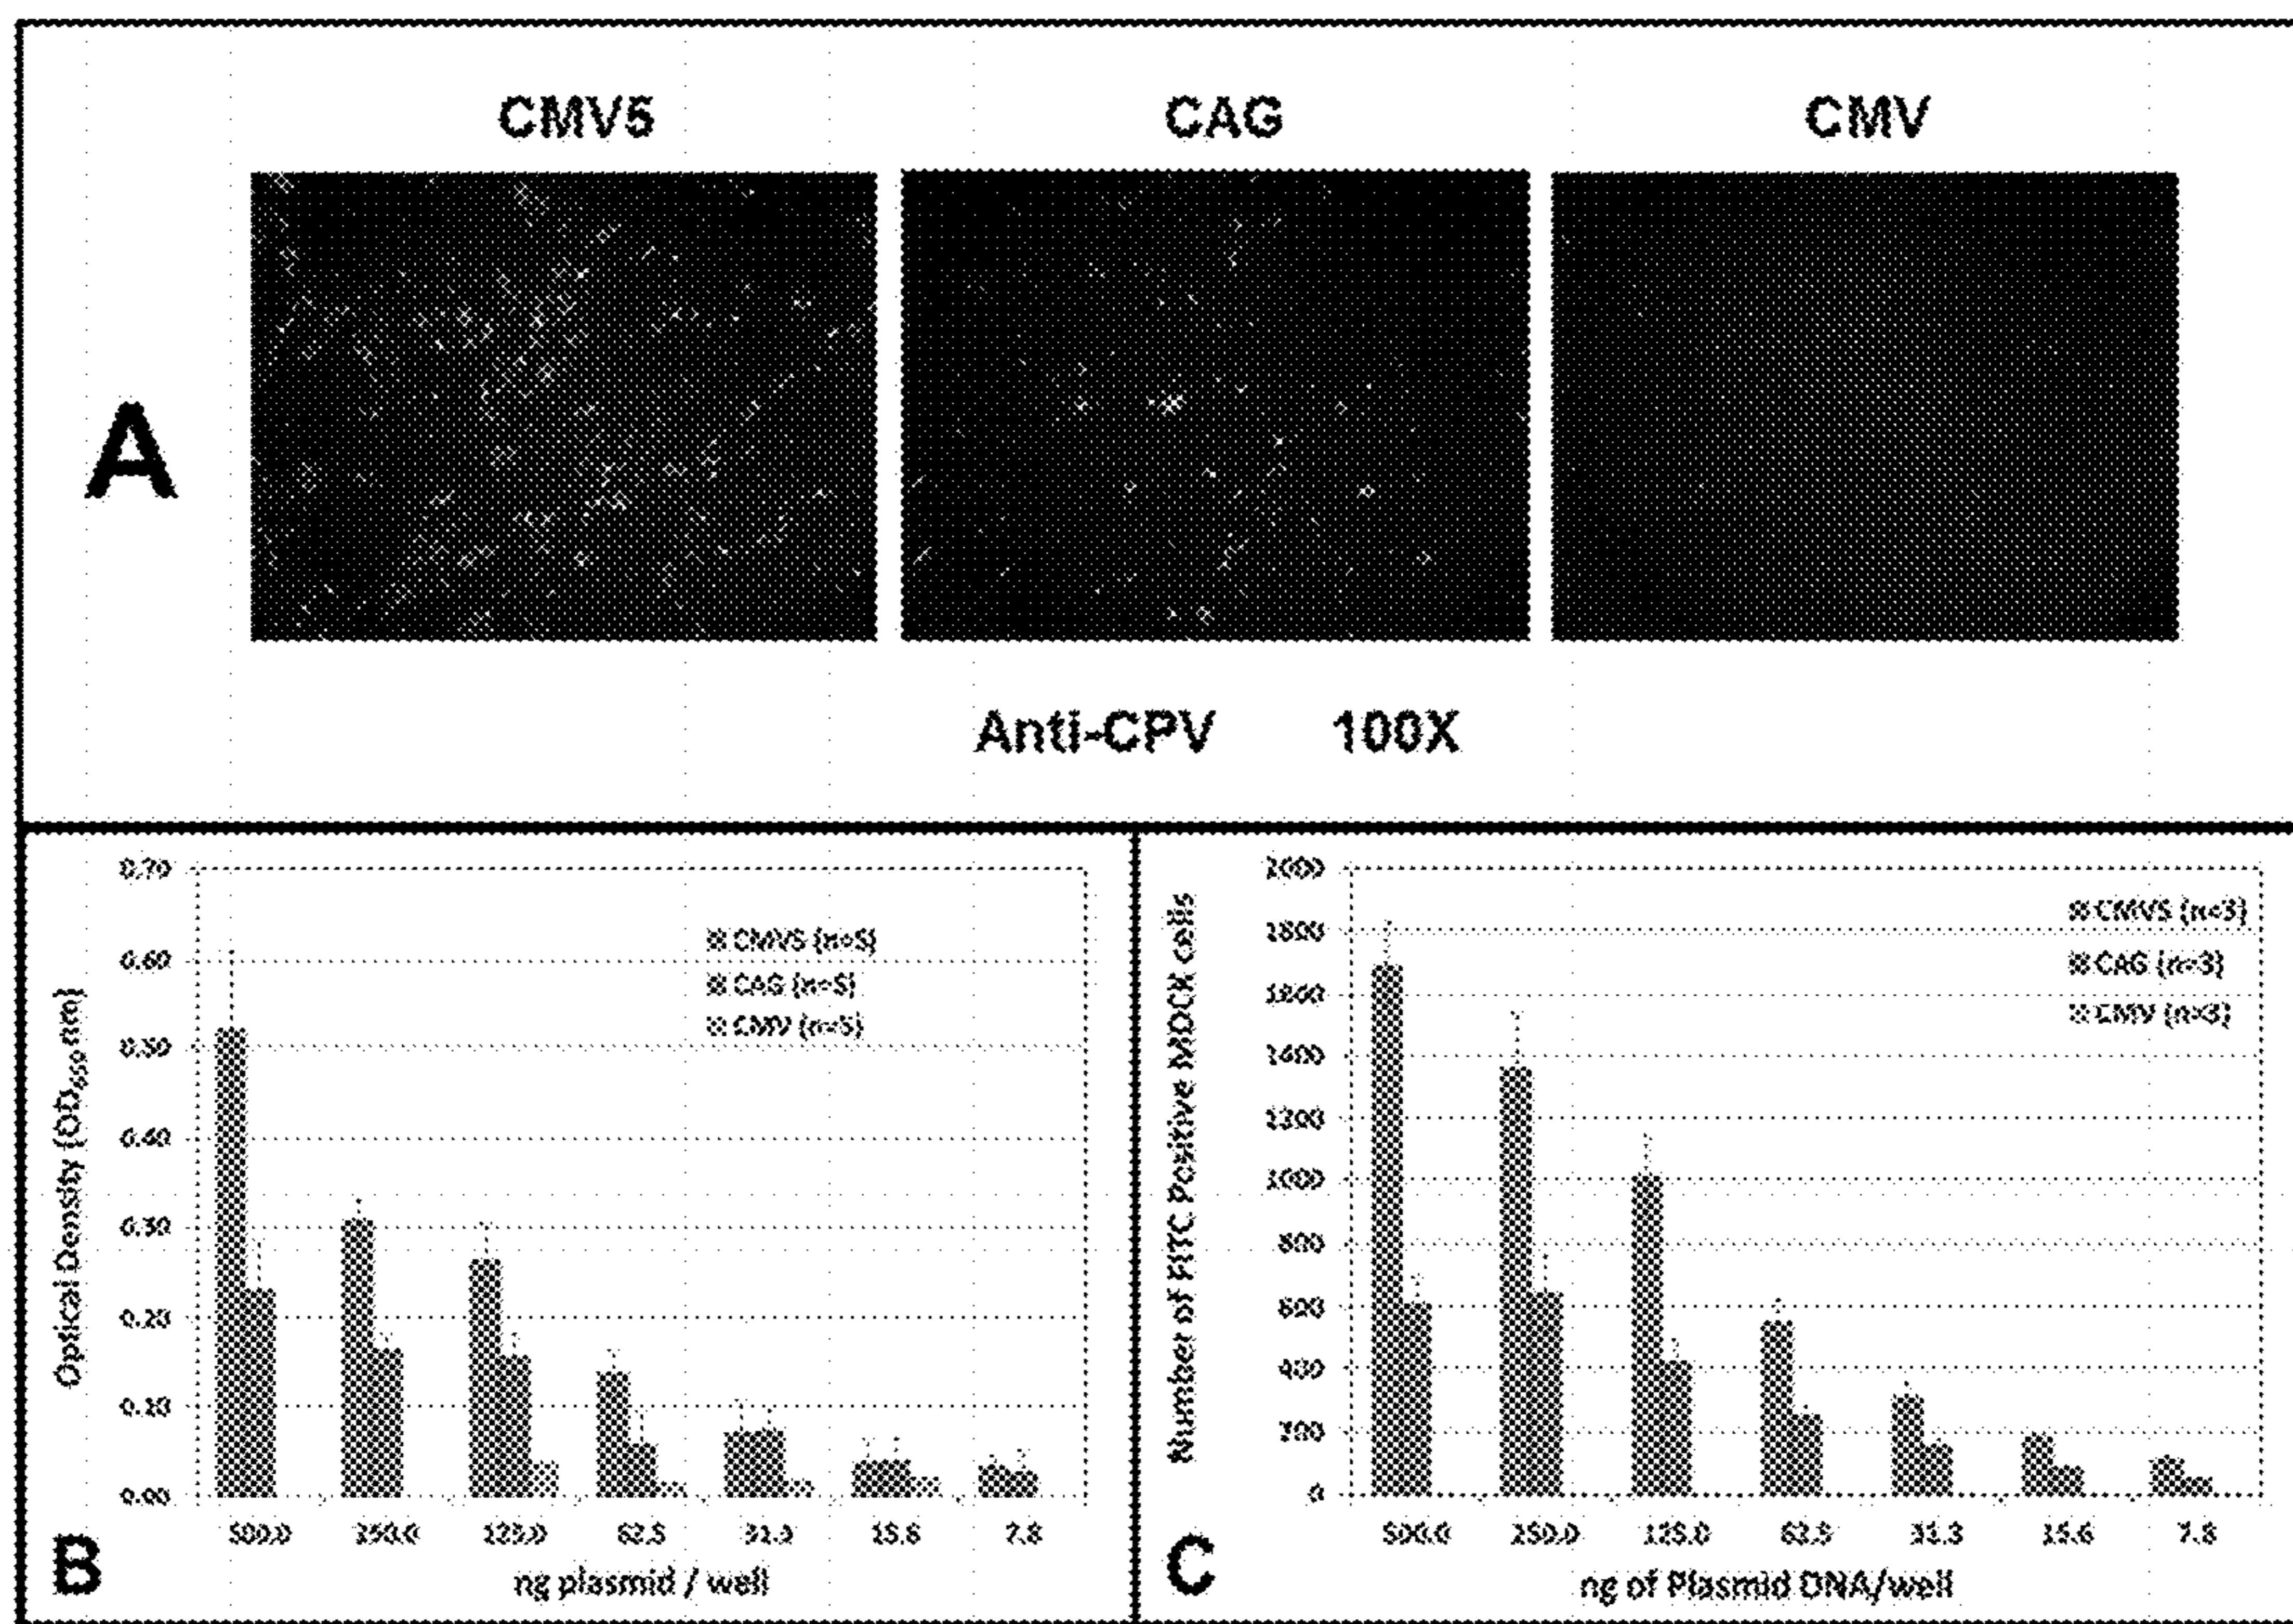 CMV5 CAG CMV
A
Anti-CPV 100X
0.70
0.60
0.50
0.40
0.30
0.20
0.10
0.00
Optical Density (OD650 nm)
CMV5 (n=5)
CAG (n=5)
CMV (n=5)
500.0 250.0 125.0 62.5 31.3 15.6 7.8
ng plasmid / well
B
2000
1800
1600
1400
1200
1000
800
600
400
200
0
Number of FITC Positive MDCK cells
CMV5 (n=3)
CAG (n=3)
CMV (n=3)
500.0 250.0 125.0 62.5 31.3 15.6 7.8
ng of Plasmid DNA/well
C